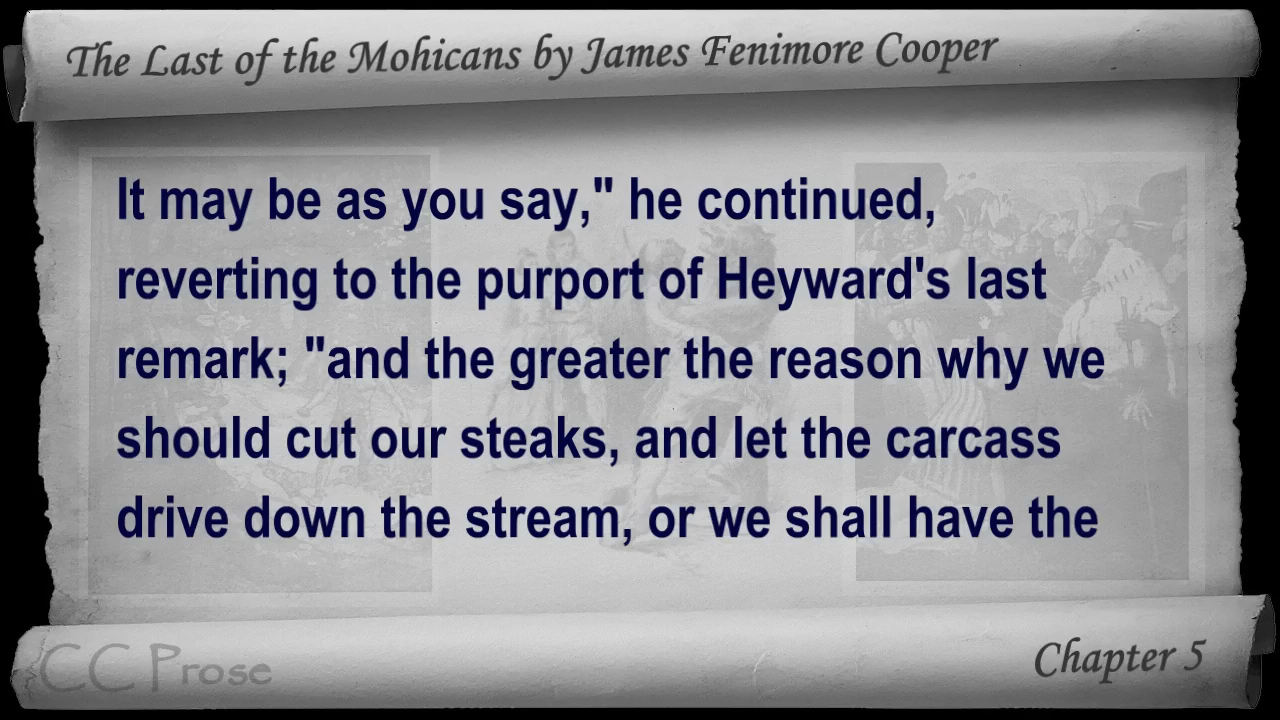 The Last of the Mohicans by James Fenimore Cooper
It may be as you say," he continued,
reverting to the purport of Heyward's last
remark; "and the greater the reason why we
should cut our steaks, and let the carcass
drive down the stream, or we shall have the
CC Prose
Chapter 5